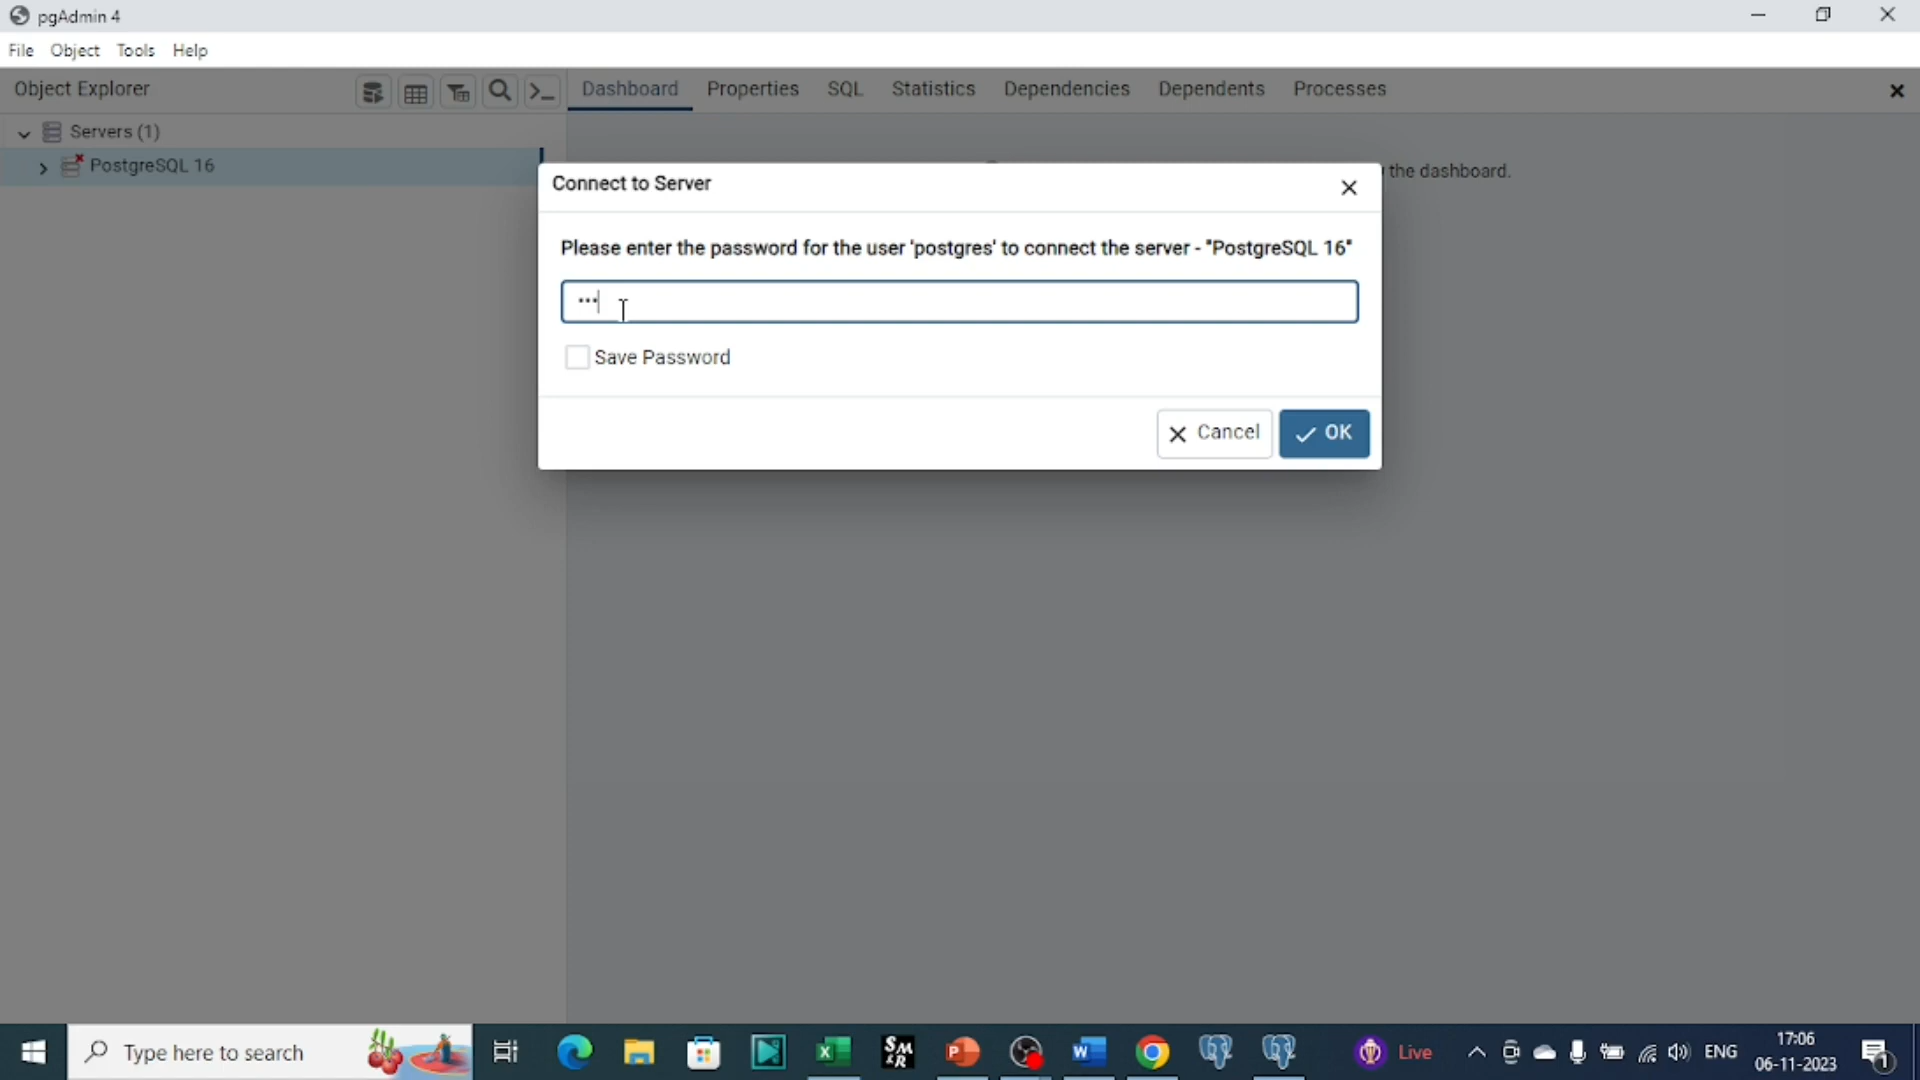 pgAdmin 4
File Object Tools Help
Object Explorer
Dashboard Properties SQL Statistics Dependencies Dependents Processes
Servers (1)
PostgreSQL 16
the dashboard.
Connect to Server
Please enter the password for the user 'postgres' to connect the server - "PostgreSQL 16"
•••
Save Password
Cancel OK
Type here to search
Live
ENG
17:06
06-11-2023
1